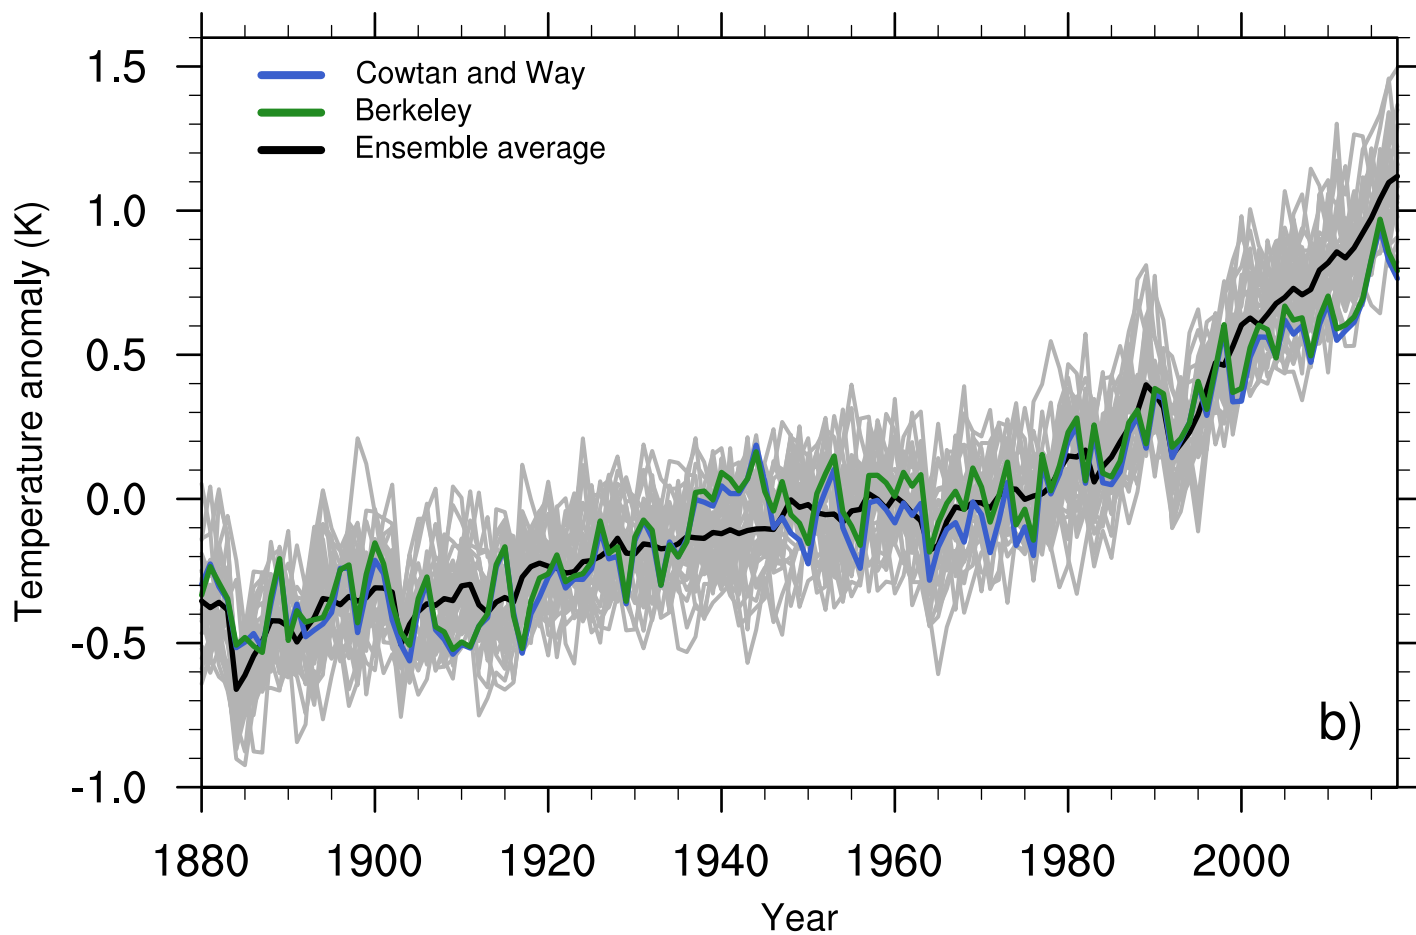 1.5
1.0
0.5
0.0
-0.5
-1.0
Temperature anomaly (K)
Cowtan and Way
Berkeley
Ensemble average
b)
1880 1900 1920 1940 1960 1980 2000
Year